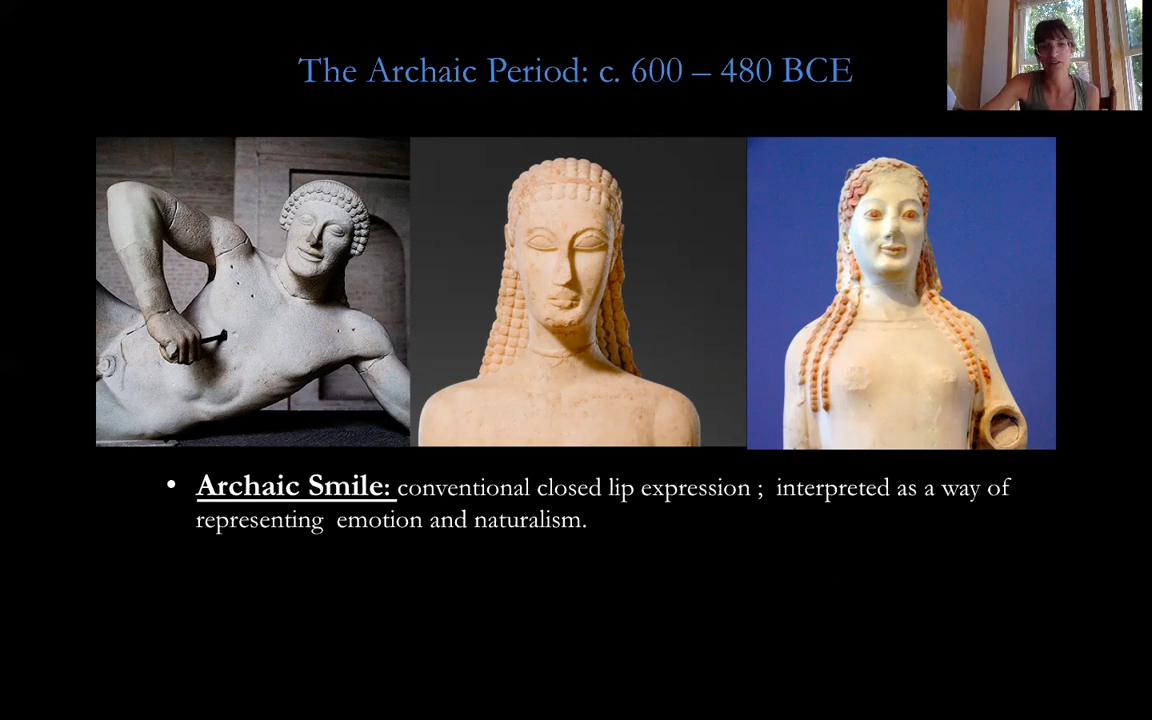 The Archaic Period: c. 600 – 480 BCE
• Archaic Smile: conventional closed lip expression ; interpreted as a way of
representing emotion and naturalism.